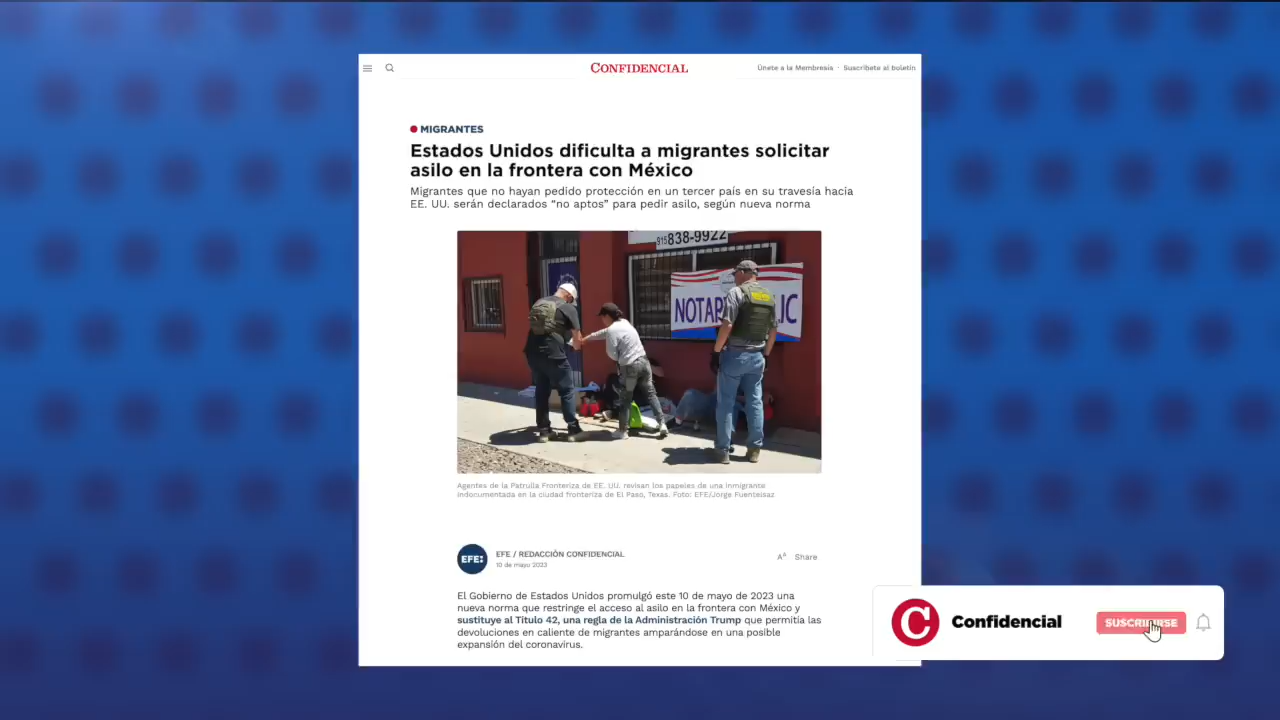 CONFIDENCIAL
Únete a la Membresía · Suscríbete al boletín
MIGRANTES
Estados Unidos dificulta a migrantes solicitar
asilo en la frontera con México
Migrantes que no hayan pedido protección en un tercer país en su travesía hacia
EE. UU. serán declarados “no aptos” para pedir asilo, según nueva norma
915 838-9922
NOTAR IC
Agentes de la Patrulla Fronteriza de EE. UU. revisan los papeles de una inmigrante
indocumentada en la ciudad fronteriza de El Paso, Texas. Foto: EFE/Jorge Fuentelsaz
EFE:
EFE / REDACCIÓN CONFIDENCIAL
10 de mayo 2023
AA Share
El Gobierno de Estados Unidos promulgó este 10 de mayo de 2023 una
nueva norma que restringe el acceso al asilo en la frontera con México y
sustituye al Título 42, una regla de la Administración Trump que permitía las
devoluciones en caliente de migrantes amparándose en una posible
expansión del coronavirus.
C Confidencial
SUSCRIBIRSE